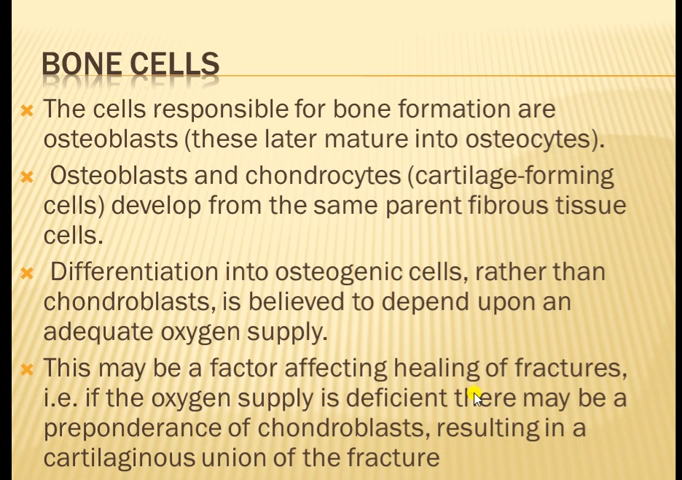 BONE CELLS
The cells responsible for bone formation are
osteoblasts (these later mature into osteocytes).
Osteoblasts and chondrocytes (cartilage-forming
cells) develop from the same parent fibrous tissue
cells.
Differentiation into osteogenic cells, rather than
chondroblasts, is believed to depend upon an
adequate oxygen supply.
This may be a factor affecting healing of fractures,
i.e. if the oxygen supply is deficient there may be a
preponderance of chondroblasts, resulting in a
cartilaginous union of the fracture